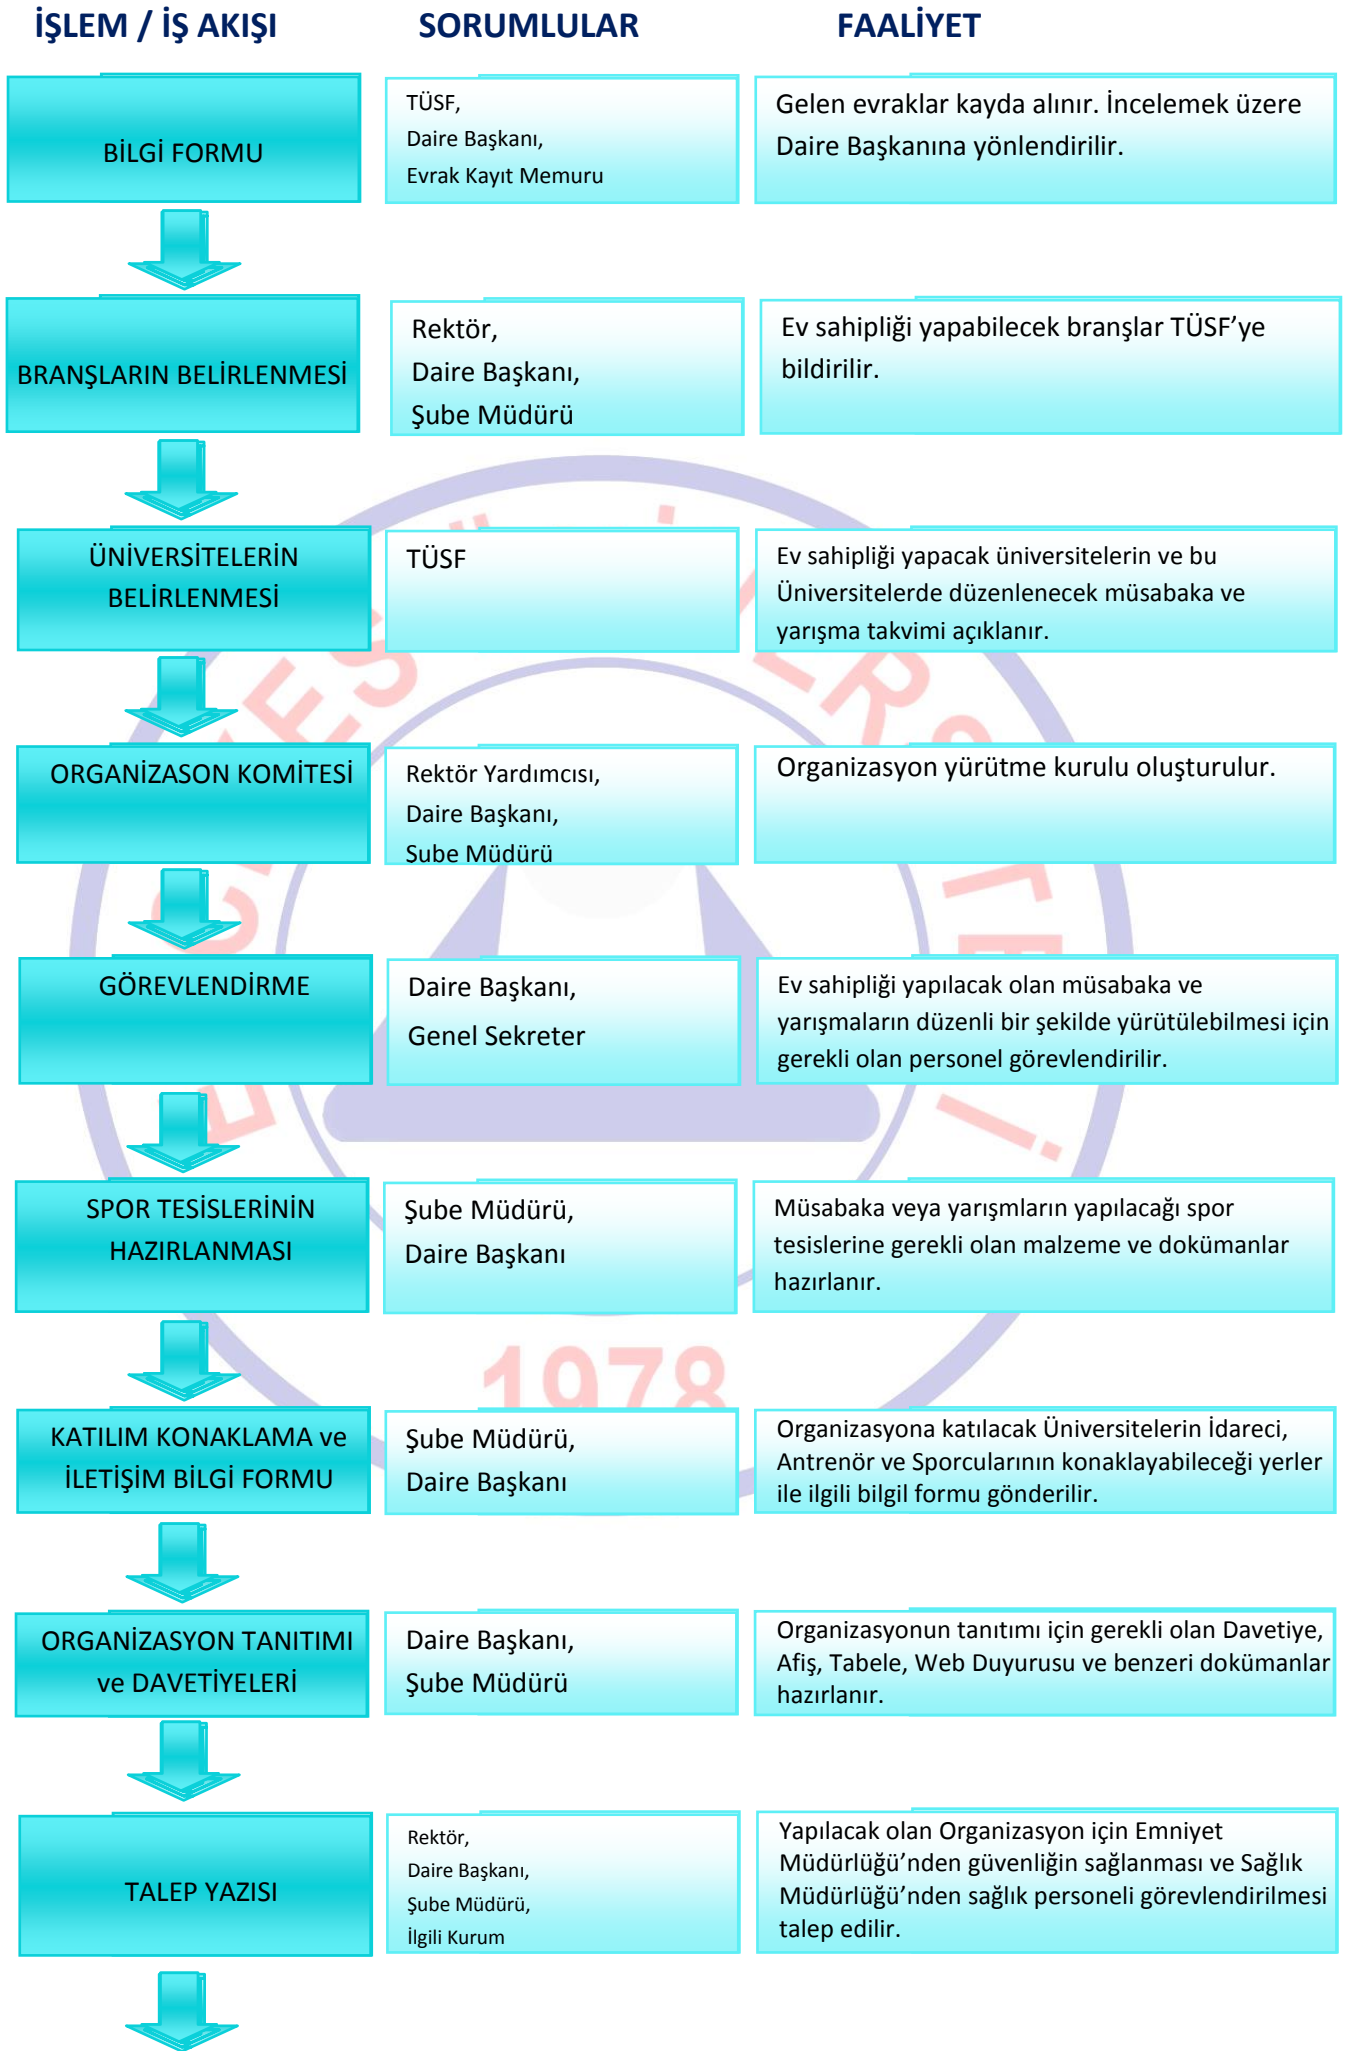 İŞLEM / İŞ AKIŞI SORUMLULAR FAALİYET
BİLGİ FORMU
TÜSF,
Daire Başkanı,
Evrak Kayıt Memuru
Gelen evraklar kayda alınır. İncelemek üzere
Daire Başkanına yönlendirilir.
BRANŞLARIN BELİRLENMESİ
Rektör,
Daire Başkanı,
Şube Müdürü
Ev sahipliği yapabilecek branşlar TÜSF’ye
bildirilir.
ÜNİVERSİTELERİN
BELİRLENMESİ
TÜSF
Ev sahipliği yapacak üniversitelerin ve bu
Üniversitelerde düzenlenecek müsabaka ve
yarışma takvimi açıklanır.
ORGANİZASON KOMİTESİ
Rektör Yardımcısı,
Daire Başkanı,
Şube Müdürü
Organizasyon yürütme kurulu oluşturulur.
GÖREVLENDİRME
Daire Başkanı,
Genel Sekreter
Ev sahipliği yapılacak olan müsabaka ve
yarışmaların düzenli bir şekilde yürütülebilmesi için
gerekli olan personel görevlendirilir.
SPOR TESİSLERİNİN
HAZIRLANMASI
Şube Müdürü,
Daire Başkanı
Müsabaka veya yarışmların yapılacağı spor
tesislerine gerekli olan malzeme ve dokümanlar
hazırlanır.
1978
KATILIM KONAKLAMA ve
İLETİŞİM BİLGİ FORMU
Şube Müdürü,
Daire Başkanı
Organizasyona katılacak Üniversitelerin İdareci,
Antrenör ve Sporcularının konaklayabileceği yerler
ile ilgili bilgil formu gönderilir.
ORGANİZASYON TANITIMI
ve DAVETİYELERİ
Daire Başkanı,
Şube Müdürü
Organizasyonun tanıtımı için gerekli olan Davetiye,
Afiş, Tabele, Web Duyurusu ve benzeri dokümanlar
hazırlanır.
TALEP YAZISI
Rektör,
Daire Başkanı,
Şube Müdürü,
İlgili Kurum
Yapılacak olan Organizasyon için Emniyet
Müdürlüğü’nden güvenliğin sağlanması ve Sağlık
Müdürlüğü’nden sağlık personeli görevlendirilmesi
talep edilir.